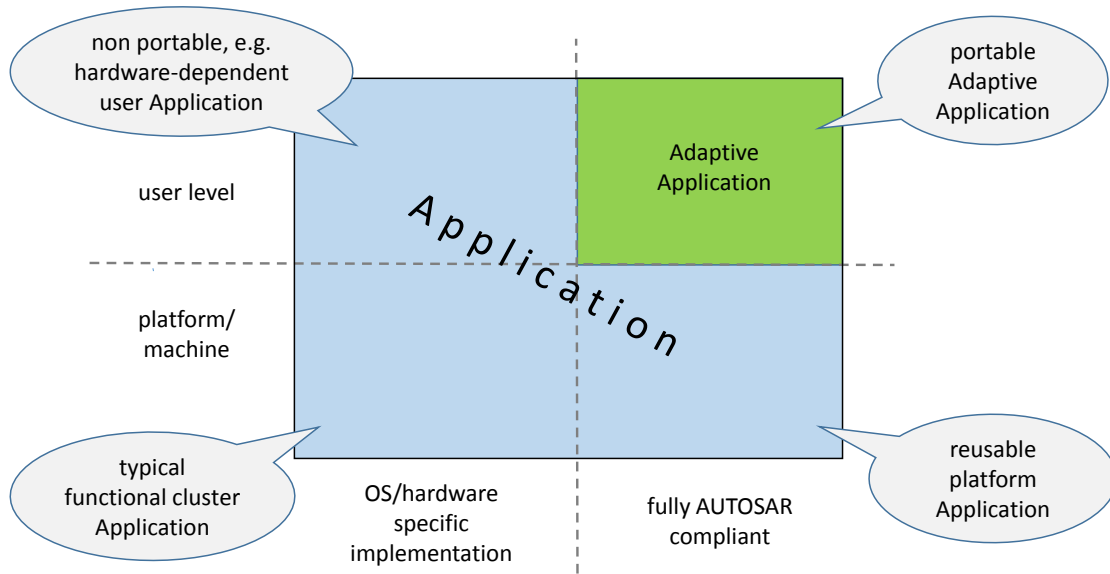 non portable, e.g.
hardware-dependent
user Application
portable
Adaptive
Application
Adaptive
Application
user level
Application
platform/
machine
typical
functional cluster
Application
OS/hardware
specific
implementation
fully AUTOSAR
compliant
reusable
platform
Application